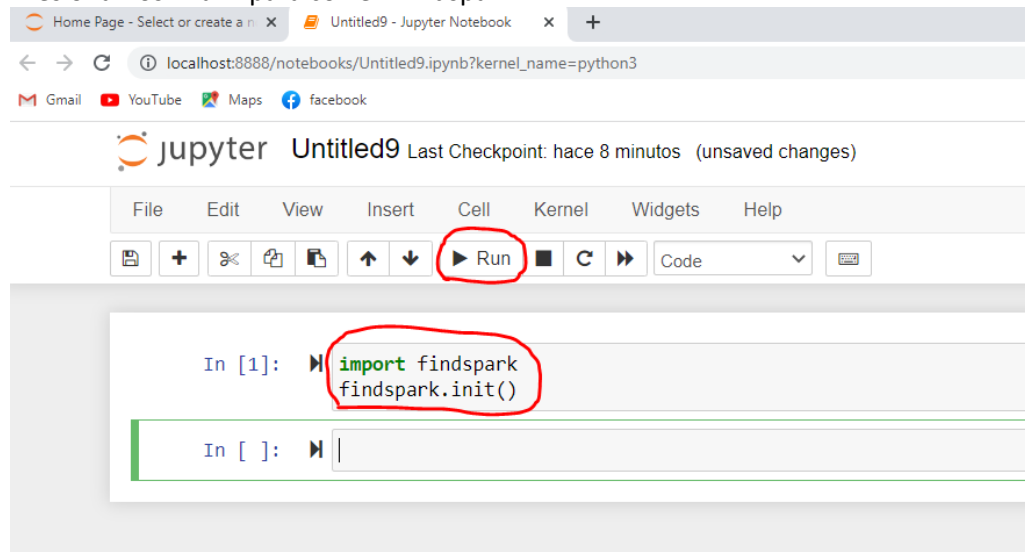 Home Page - Select or create a n
Untitled9 - Jupyter Notebook
localhost:8888/notebooks/Untitled9.ipynb?kernel_name=python3
Gmail YouTube Maps facebook
jupyter Untitled9 Last Checkpoint: hace 8 minutos (unsaved changes)
File Edit View Insert Cell Kernel Widgets Help
Run Code
In [1]: import findspark
findspark.init()
In [ ]: